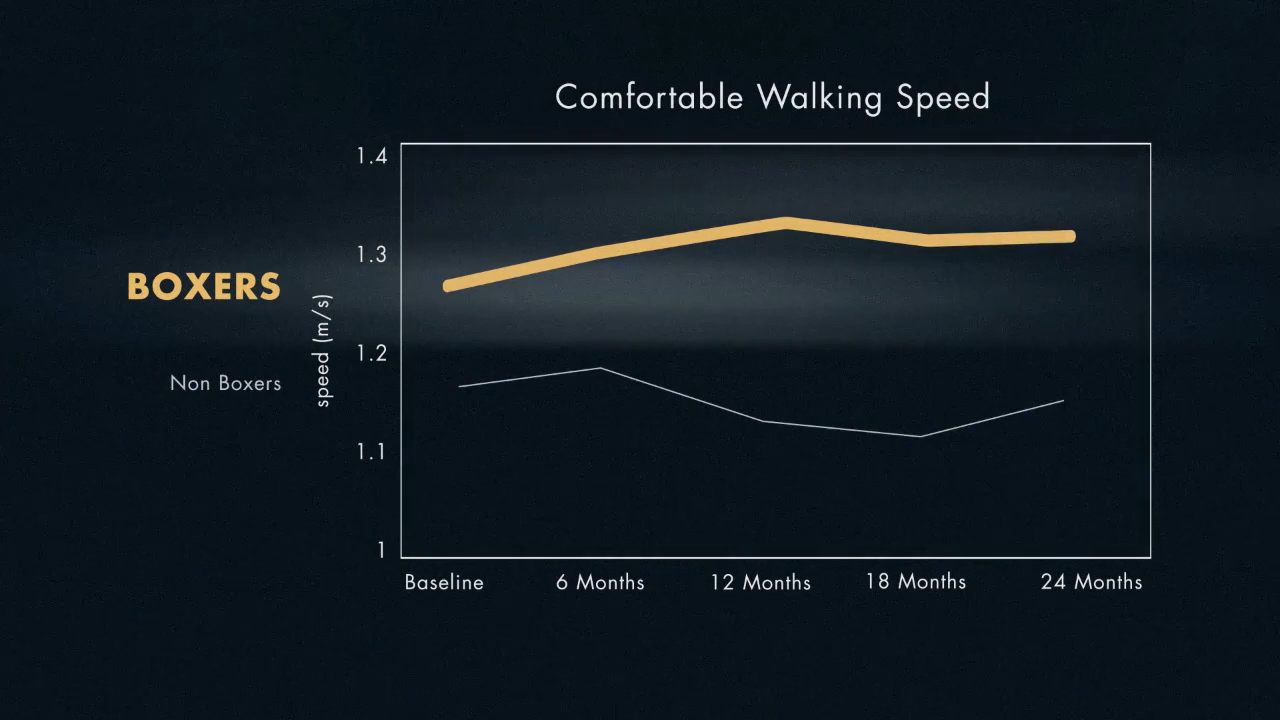 Comfortable Walking Speed
BOXERS
Non Boxers
speed (m/s)
1.4
1.3
1.2
1.1
1
Baseline
6 Months
12 Months
18 Months
24 Months